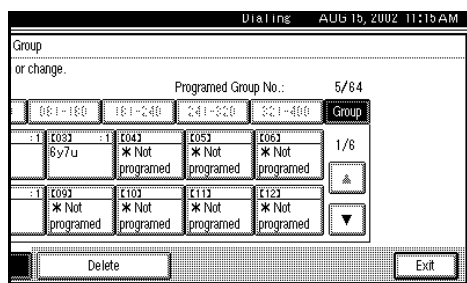 Dialing AUG 15, 2002 11:15AM
Group
or change.
Programed Group No.: 5/64
081-160 161-240 241-320 321-400 Group
:1 [03] :1 [04] [05] [06] 1/6
6y7u * Not * Not * Not
programed programed programed
:1 [09] [10] [11] [12]
* Not * Not * Not * Not
programed programed programed programed
Delete Exit